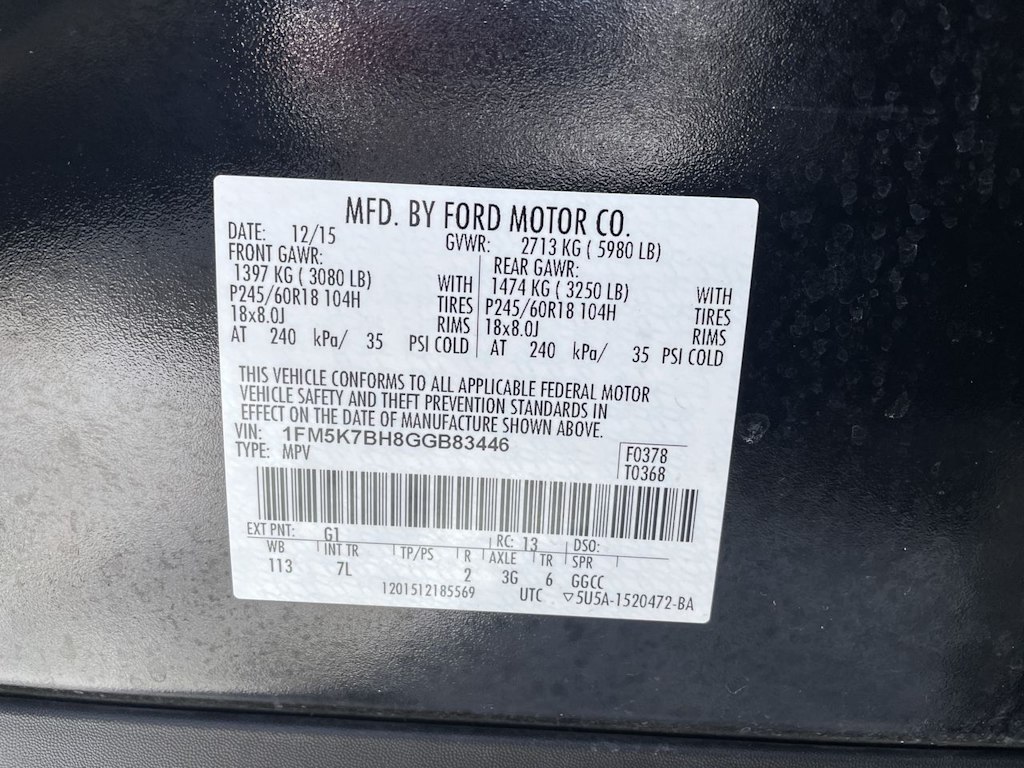 MFD. BY FORD MOTOR CO.
DATE: 12/15 GVWR: 2713 KG ( 5980 LB)
FRONT GAWR: REAR GAWR:
1397 KG ( 3080 LB) WITH 1474 KG ( 3250 LB) WITH
P245/60R18 104H TIRES P245/60R18 104H TIRES
18x8.0J RIMS 18x8.0J RIMS
AT 240 kPa/ 35 PSI COLD AT 240 kPa/ 35 PSI COLD
THIS VEHICLE CONFORMS TO ALL APPLICABLE FEDERAL MOTOR
VEHICLE SAFETY AND THEFT PREVENTION STANDARDS IN
EFFECT ON THE DATE OF MANUFACTURE SHOWN ABOVE.
VIN: 1FM5K7BH8GGB83446
TYPE: MPV F0378
T0368
EXT PNT: G1 RC: 13 DSO:
WB INT TR TP/PS R AXLE TR SPR
113 7L 2 3G 6 GGCC
1201512185569 UTC ▽5U5A-1520472-BA